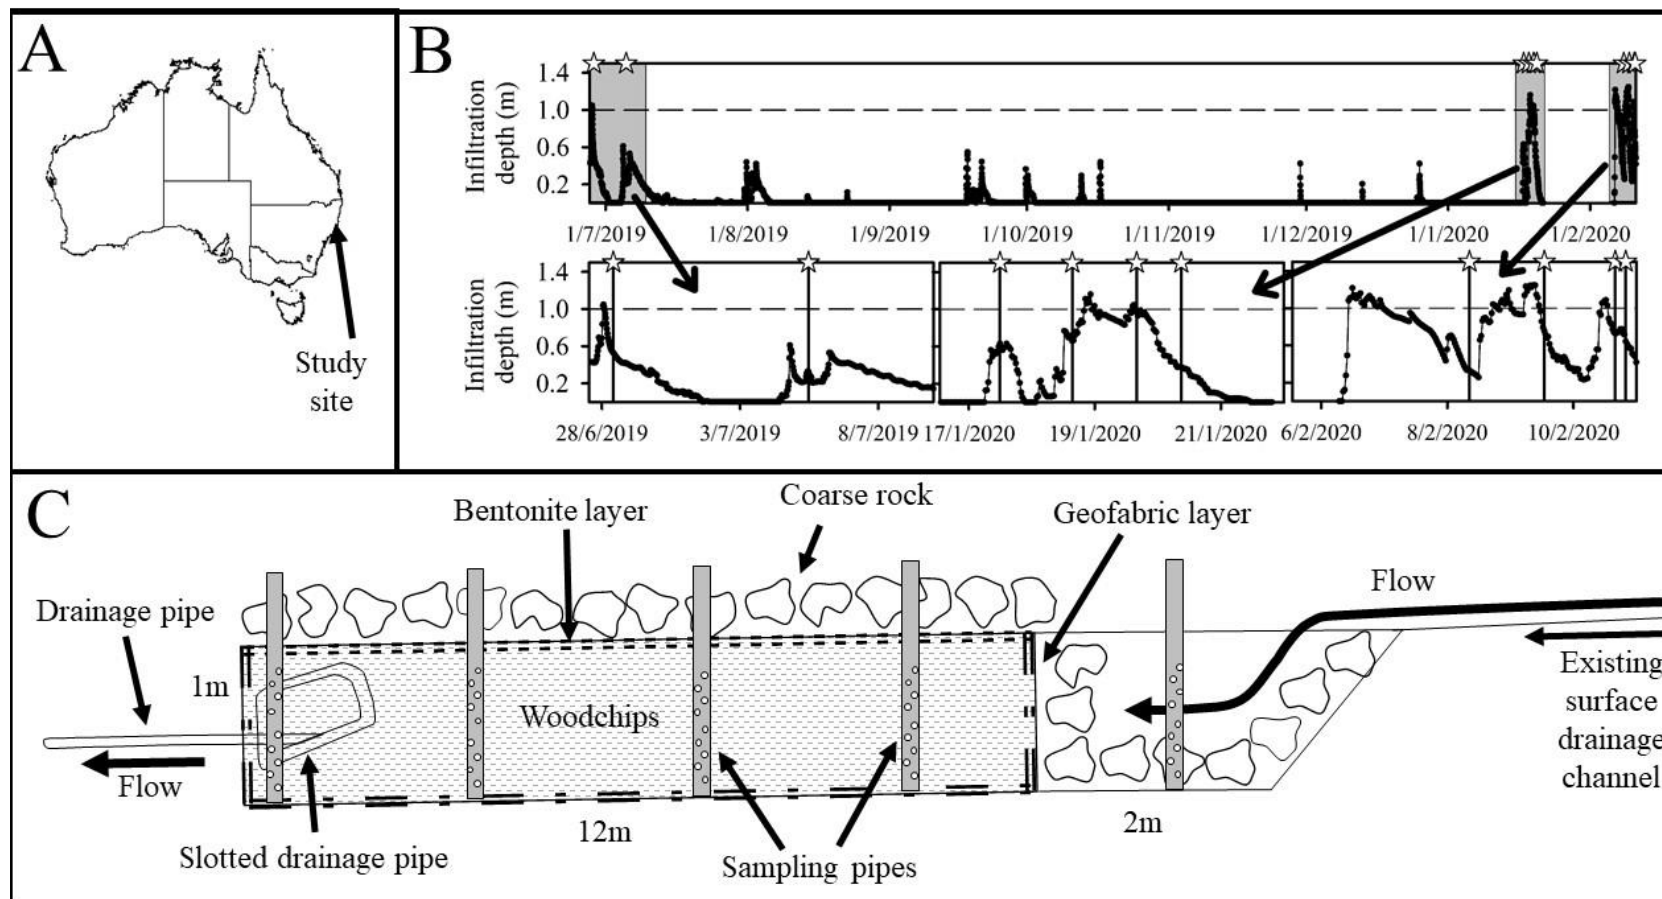 A
Study
site
B
Infiltration
depth (m)
1.4
1.0
0.6
0.2
1/7/2019
1/8/2019
1/9/2019
1/10/2019
1/11/2019
1/12/2019
1/1/2020
1/2/2020
Infiltration
depth (m)
1.4
1.0
0.6
0.2
28/6/2019
3/7/2019
8/7/2019
17/1/2020
19/1/2020
21/1/2020
6/2/2020
8/2/2020
10/2/2020
C
Bentonite layer
Coarse rock
Geofabric layer
Flow
Drainage pipe
Existing
surface
drainage
channel
1m
Woodchips
Flow
12m
2m
Slotted drainage pipe
Sampling pipes